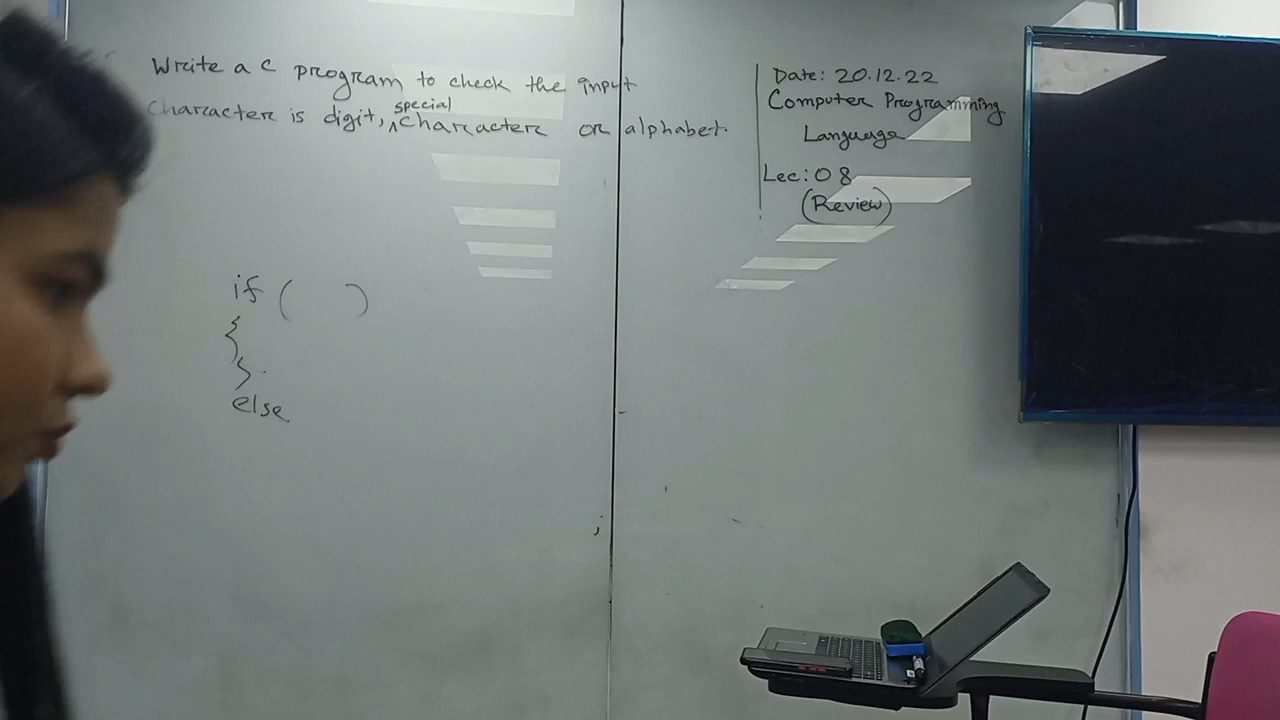 Write a c program to check the input
character is digit, ^special character or alphabet.
Date: 20.12.22
Computer Programming
Language
Lec: 08
(Review)
if (    )
{
}
else